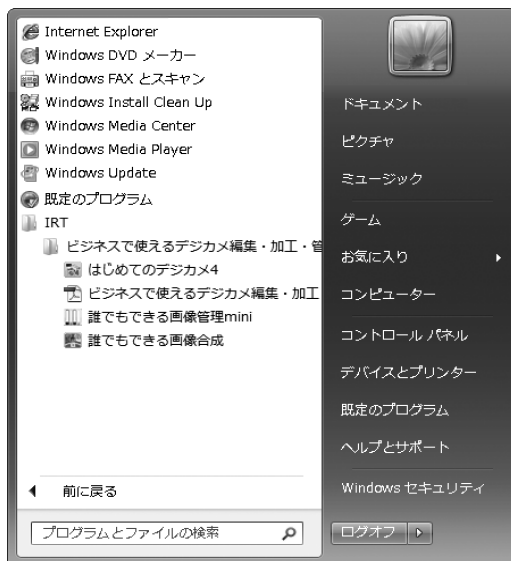 Internet Explorer
Windows DVD メーカー
Windows FAX とスキャン
Windows Install Clean Up
Windows Media Center
Windows Media Player
Windows Update
既定のプログラム
IRT
ビジネスで使えるデジカメ編集・加工・管
はじめてのデジカメ4
ビジネスで使えるデジカメ編集・加工
誰でもできる画像管理mini
誰でもできる画像合成
前に戻る
プログラムとファイルの検索
ドキュメント
ピクチャ
ミュージック
ゲーム
お気に入り
コンピューター
コントロール パネル
デバイスとプリンター
既定のプログラム
ヘルプとサポート
Windows セキュリティ
ログオフ